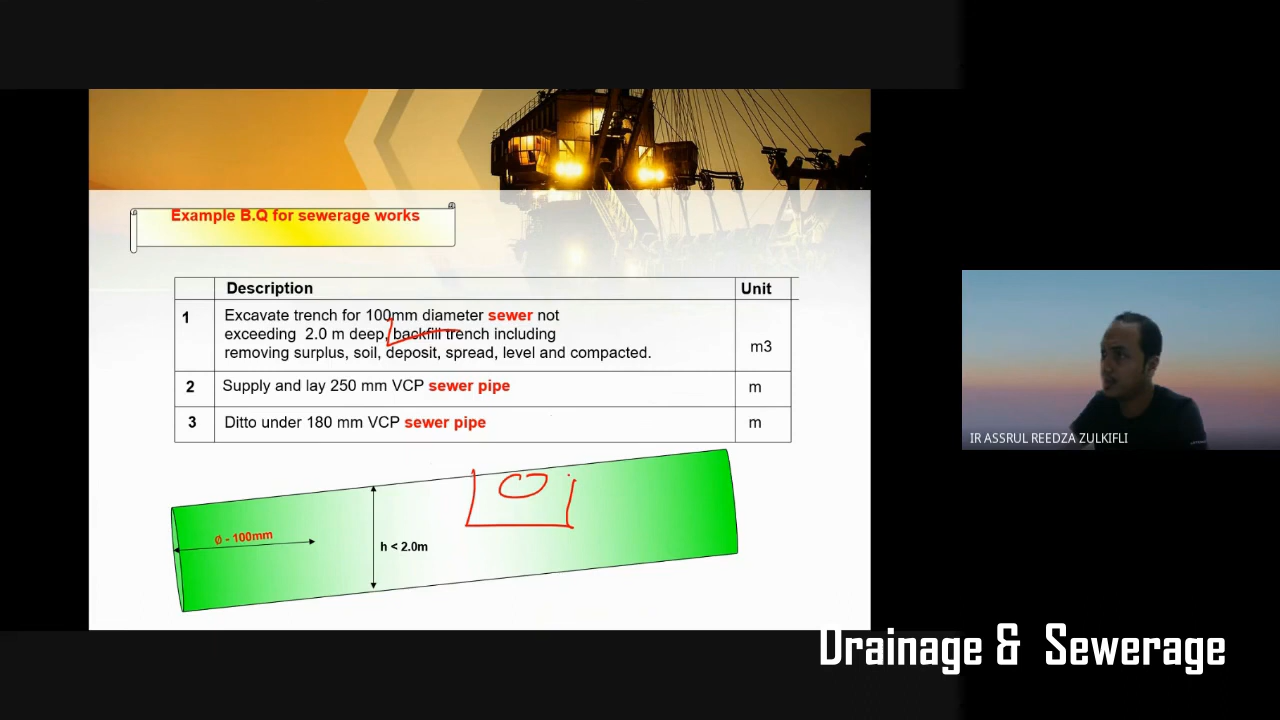 Example B.Q for sewerage works
Description Unit
1 Excavate trench for 100mm diameter sewer not
exceeding 2.0 m deep, backfill trench including
removing surplus, soil, deposit, spread, level and compacted. m3
2 Supply and lay 250 mm VCP sewer pipe m
3 Ditto under 180 mm VCP sewer pipe m
Ø - 100mm
h < 2.0m
IR ASSRUL REEDZA ZULKIFLI
Drainage & Sewerage